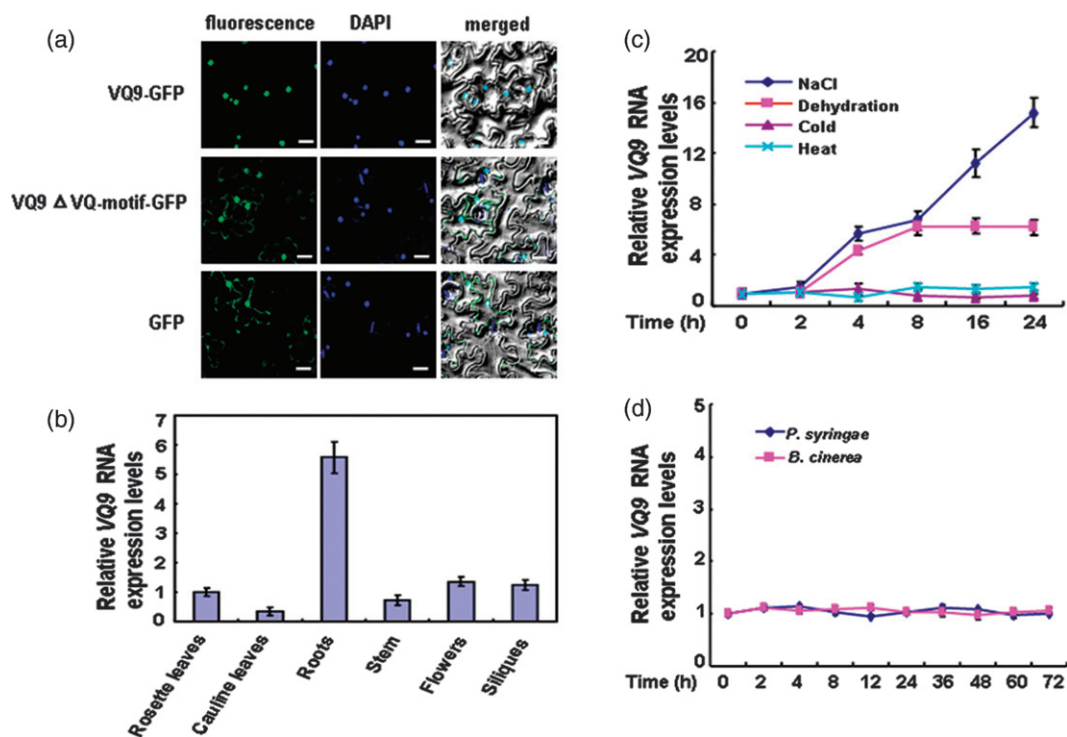 (a)
fluorescence DAPI merged
VQ9-GFP
VQ9 Δ VQ-motif-GFP
GFP
(b)
Relative VQ9 RNA
expression levels
7
6
5
4
3
2
1
0
Rosette leaves
Cauline leaves
Roots
Stem
Flowers
Siliques
(c)
Relative VQ9 RNA
expression levels
20
16
12
8
4
0
NaCl
Dehydration
Cold
Heat
Time (h) 0 2 4 8 16 24
(d)
Relative VQ9 RNA
expression levels
5
4
3
2
1
0
P. syringae
B. cinerea
Time (h) 0 2 4 8 12 24 36 48 60 72